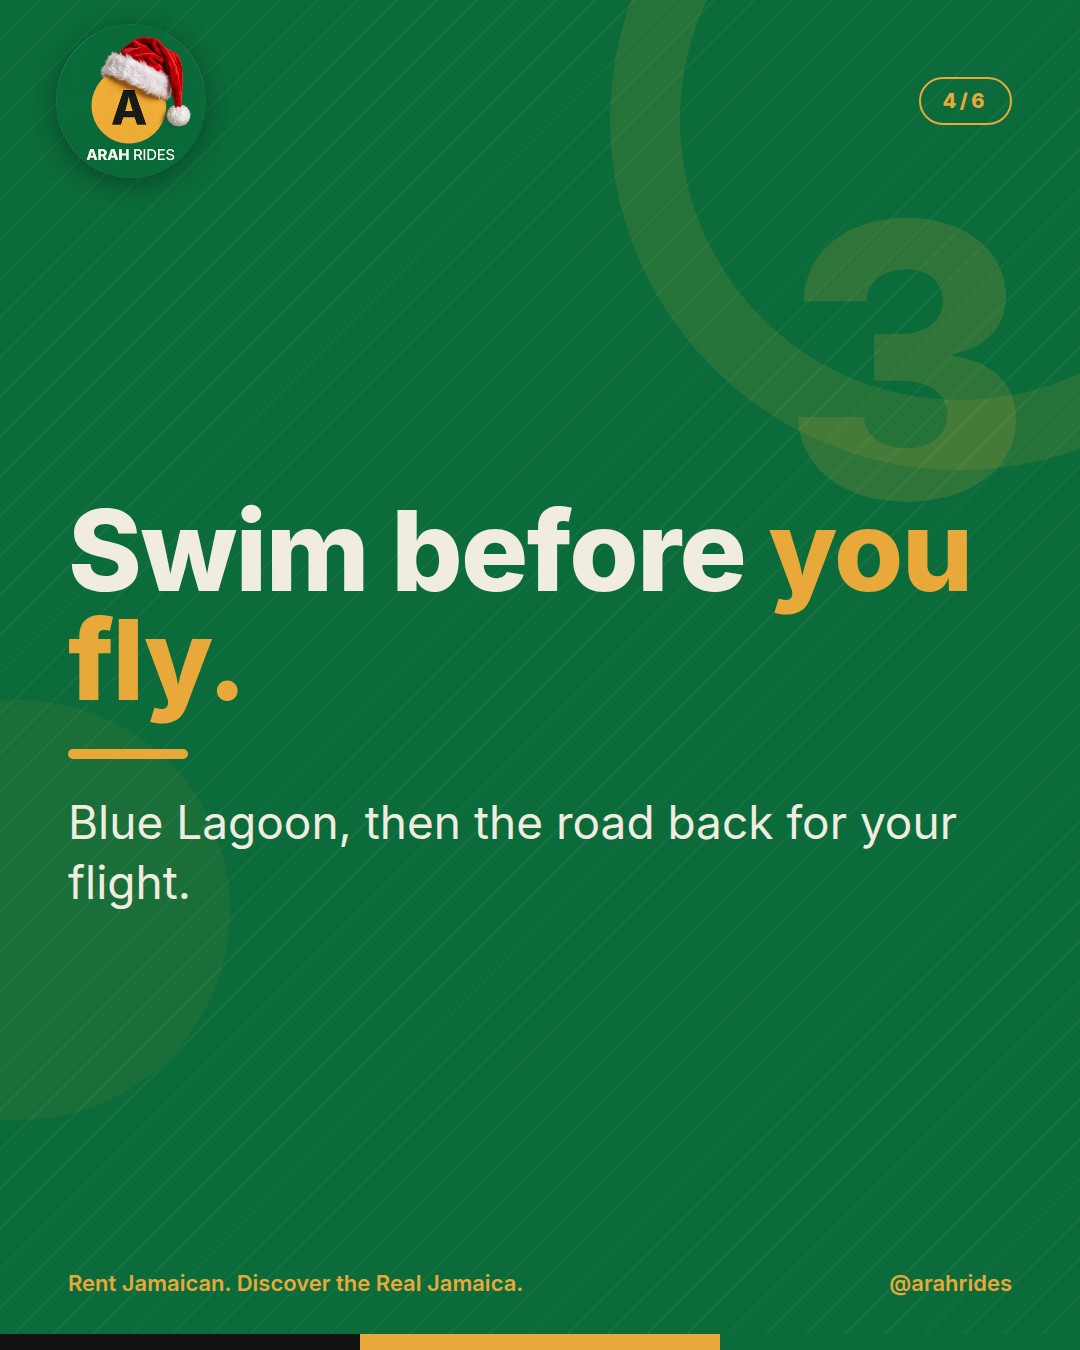 A
ARAH RIDES
4/6
3
Swim before you
fly.
Blue Lagoon, then the road back for your
flight.
Rent Jamaican. Discover the Real Jamaica.
@arahrides